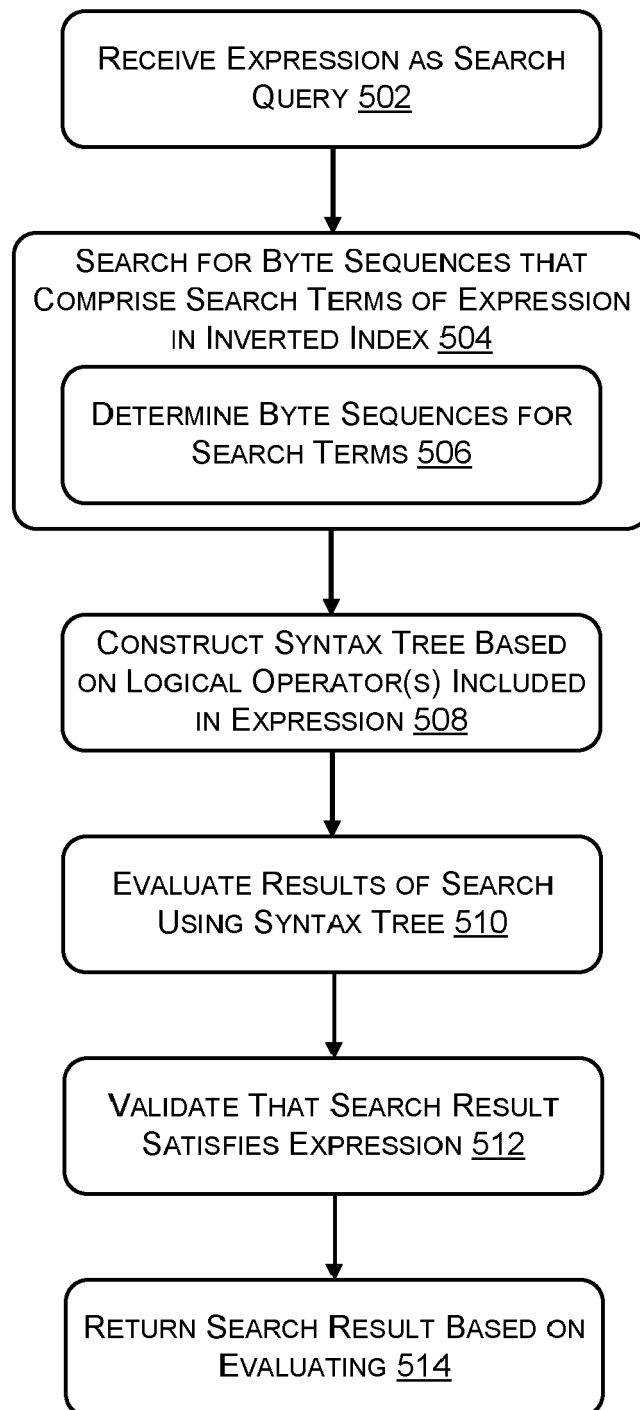 RECEIVE EXPRESSION AS SEARCH
QUERY 502
SEARCH FOR BYTE SEQUENCES THAT
COMPRISE SEARCH TERMS OF EXPRESSION
IN INVERTED INDEX 504
DETERMINE BYTE SEQUENCES FOR
SEARCH TERMS 506
CONSTRUCT SYNTAX TREE BASED
ON LOGICAL OPERATOR(S) INCLUDED
IN EXPRESSION 508
EVALUATE RESULTS OF SEARCH
USING SYNTAX TREE 510
VALIDATE THAT SEARCH RESULT
SATISFIES EXPRESSION 512
RETURN SEARCH RESULT BASED ON
EVALUATING 514